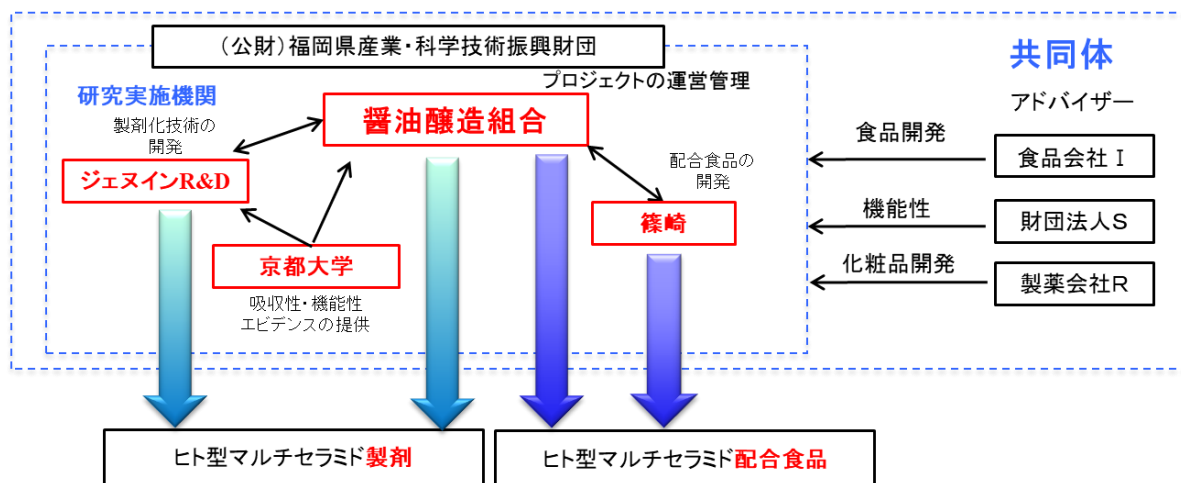 (公財)福岡県産業・科学技術振興財団
プロジェクトの運営管理
共同体
研究実施機関
アドバイザー
製剤化技術の
開発
醤油醸造組合
食品開発
食品会社I
配合食品の
開発
ジェヌインR&D
機能性
財団法人S
篠崎
京都大学
化粧品開発
製薬会社R
吸収性・機能性
エビデンスの提供
ヒト型マルチセラミド製剤
ヒト型マルチセラミド配合食品